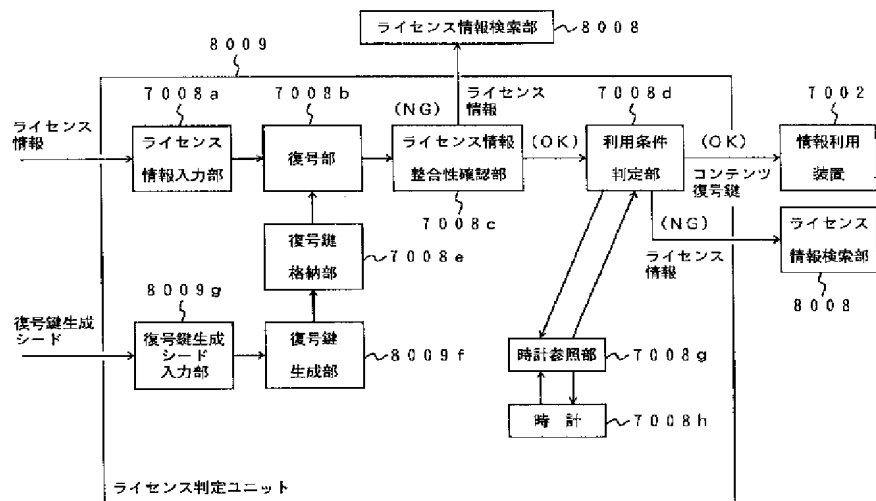 ライセンス情報検索部
8008
8009
7008a
7008b
(NG)
ライセンス
情報
7008d
7002
ライセンス
情報
ライセンス
情報入力部
復号部
ライセンス情報
整合性確認部
(OK)
利用条件
判定部
(OK)
コンテンツ
復号鍵
情報利用
装置
7008c
復号鍵
格納部
7008e
(NG)
ライセンス
情報
ライセンス
情報検索部
8008
8009g
復号鍵生成
シード
復号鍵生成
シード
入力部
復号鍵
生成部
8009f
時計参照部
7008g
時計
7008h
ライセンス判定ユニット